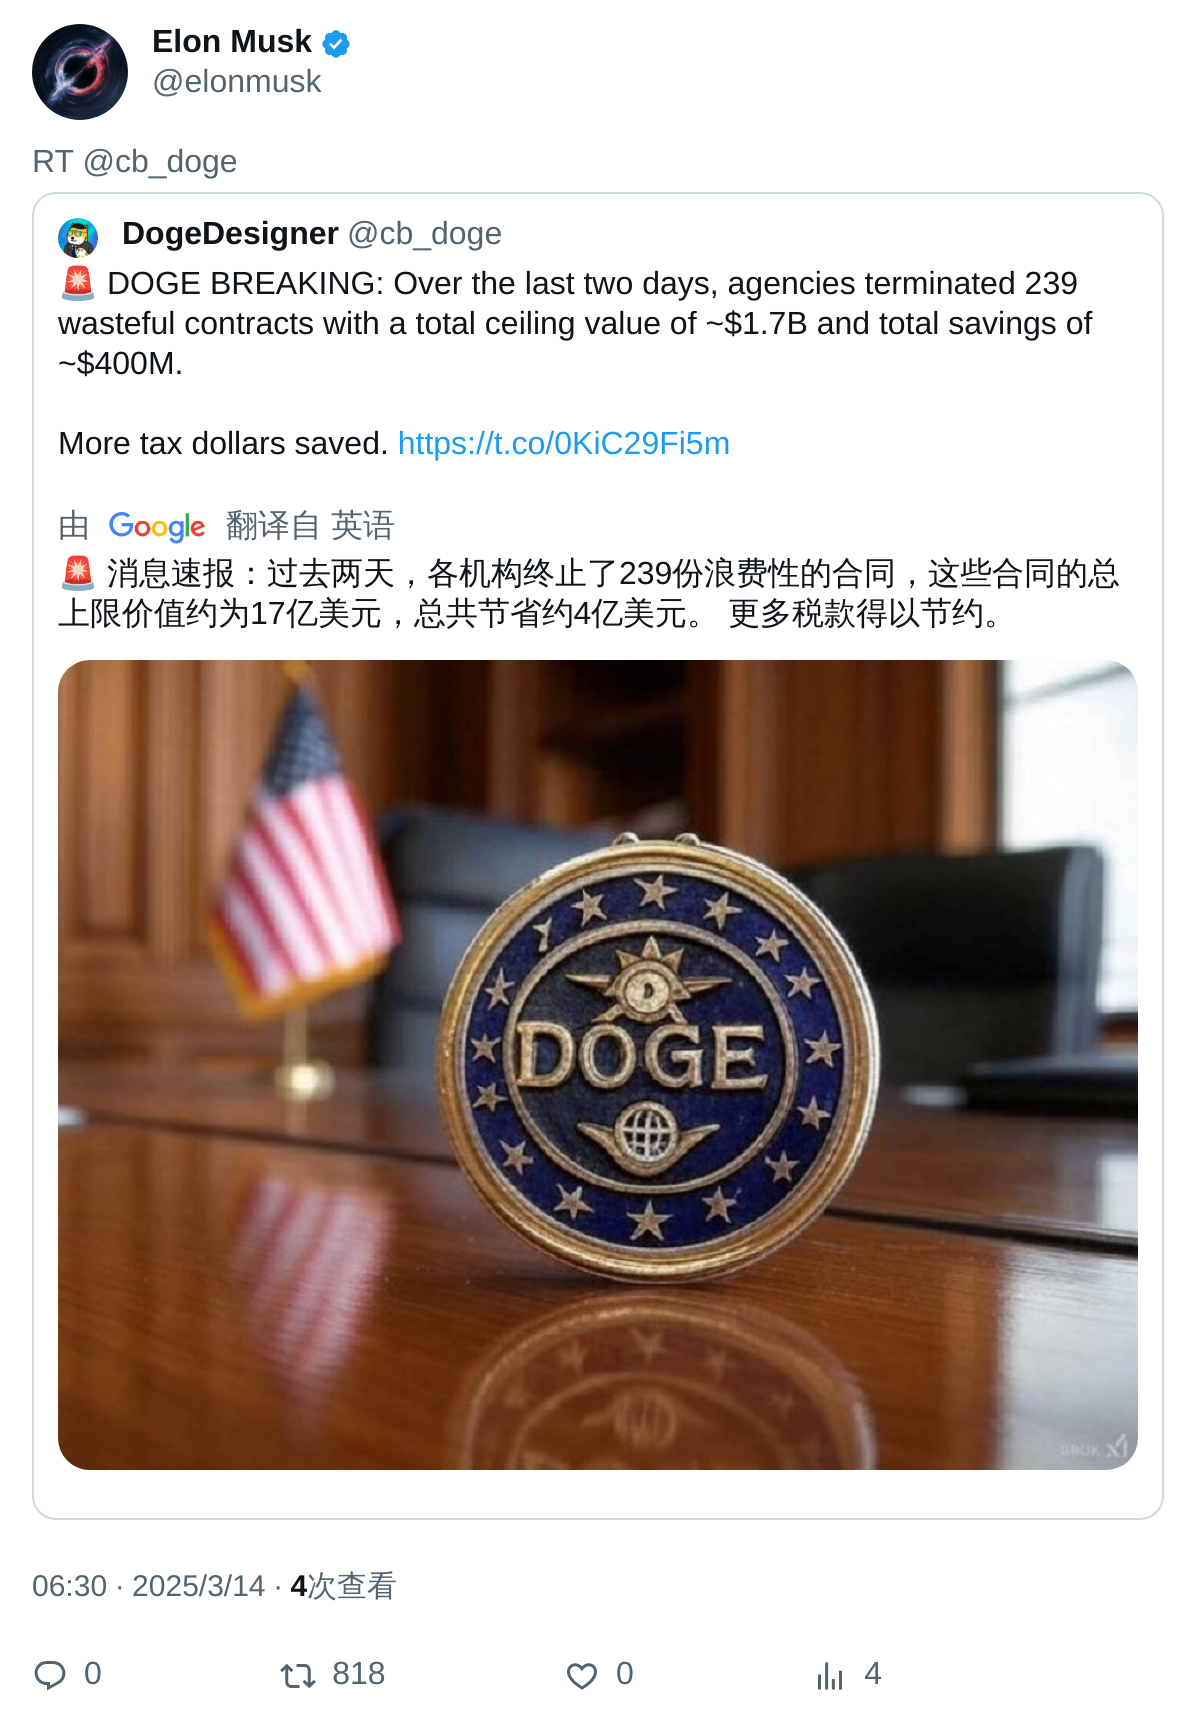 Elon Musk
@elonmusk
RT @cb_doge
DogeDesigner @cb_doge
🚨 DOGE BREAKING: Over the last two days, agencies terminated 239
wasteful contracts with a total ceiling value of ~$1.7B and total savings of
~$400M.
More tax dollars saved. https://t.co/0KiC29Fi5m
由 Google 翻译自 英语
🚨 消息速报：过去两天，各机构终止了239份浪费性的合同，这些合同的总
上限价值约为17亿美元，总共节省约4亿美元。 更多税款得以节约。
D
DOGE
GROK
06:30 · 2025/3/14 · 4次查看
0 818 0 4